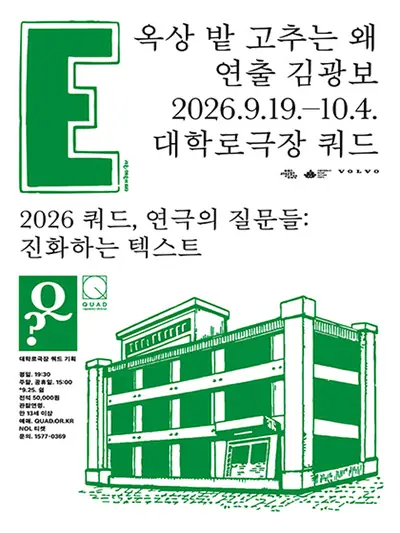 E
옥상 밭 고추는 왜
연출 김광보
2026.9.19.–10.4.
대학로극장 쿼드
VOLVO
2026 쿼드, 연극의 질문들:
진화하는 텍스트
Q
?
Q
QUAD
대학로극장 쿼드 기획
평일. 19:30
주말, 공휴일. 15:00
*9.25. 쉼
전석 50,000원
관람연령.
만 13세 이상
예매. QUAD.OR.KR
NOL 티켓
문의. 1577-0369